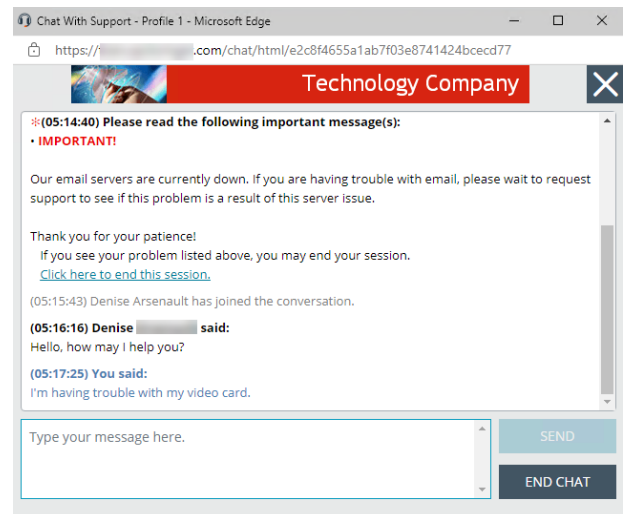 Chat With Support - Profile 1 - Microsoft Edge
https:// .com/chat/html/e2c8f4655a1ab7f03e8741424bcecd77
Technology Company
※(05:14:40) Please read the following important message(s):
• IMPORTANT!
Our email servers are currently down. If you are having trouble with email, please wait to request
support to see if this problem is a result of this server issue.
Thank you for your patience!
If you see your problem listed above, you may end your session.
Click here to end this session.
(05:15:43) Denise Arsenault has joined the conversation.
(05:16:16) Denise said:
Hello, how may I help you?
(05:17:25) You said:
I'm having trouble with my video card.
Type your message here.
SEND
END CHAT